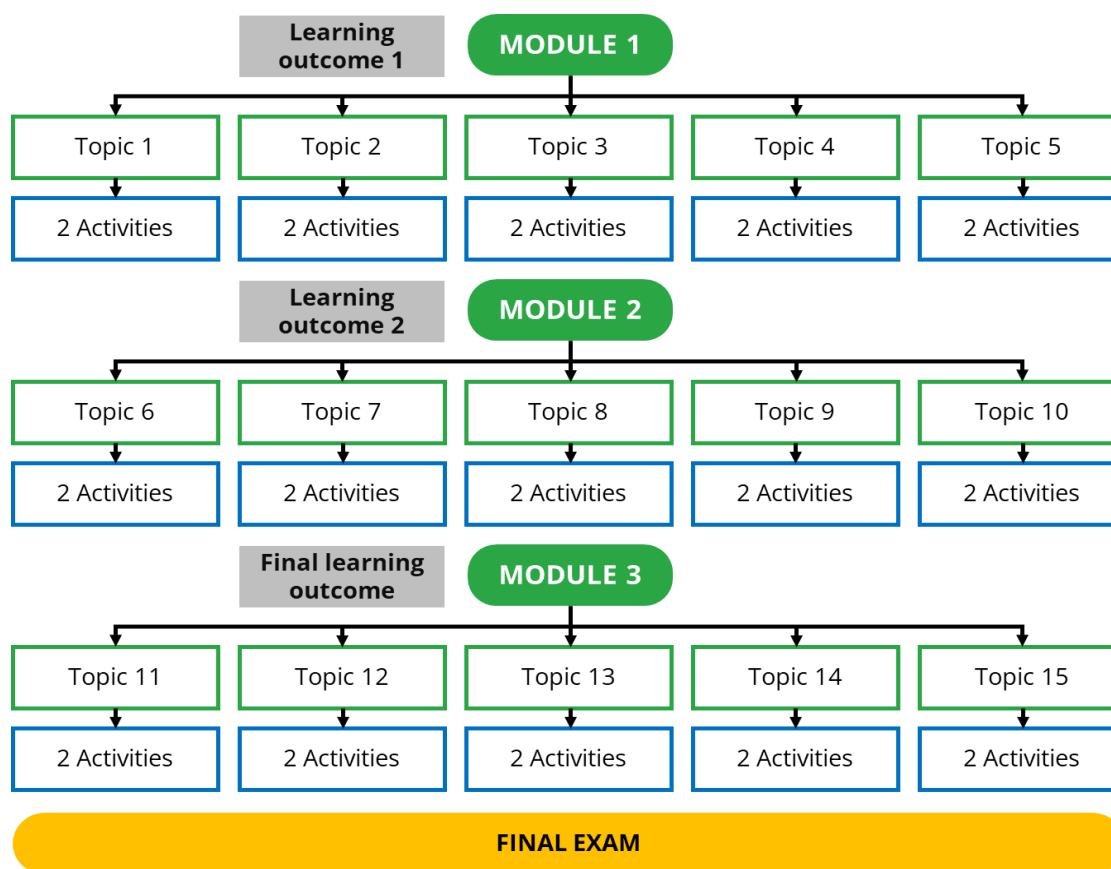 Learning
outcome 1
MODULE 1
Topic 1
Topic 2
Topic 3
Topic 4
Topic 5
2 Activities
2 Activities
2 Activities
2 Activities
2 Activities
Learning
outcome 2
MODULE 2
Topic 6
Topic 7
Topic 8
Topic 9
Topic 10
2 Activities
2 Activities
2 Activities
2 Activities
2 Activities
Final learning
outcome
MODULE 3
Topic 11
Topic 12
Topic 13
Topic 14
Topic 15
2 Activities
2 Activities
2 Activities
2 Activities
2 Activities
FINAL EXAM